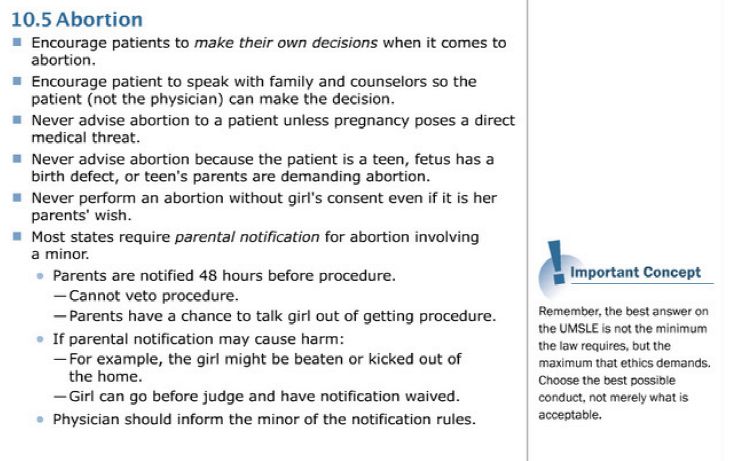 10.5 Abortion
Encourage patients to make their own decisions when it comes to
abortion.
Encourage patient to speak with family and counselors so the
patient (not the physician) can make the decision.
Never advise abortion to a patient unless pregnancy poses a direct
medical threat.
Never advise abortion because the patient is a teen, fetus has a
birth defect, or teen's parents are demanding abortion.
Never perform an abortion without girl's consent even if it is her
parents' wish.
Most states require parental notification for abortion involving
a minor.
Parents are notified 48 hours before procedure.
—Cannot veto procedure.
—Parents have a chance to talk girl out of getting procedure.
If parental notification may cause harm:
—For example, the girl might be beaten or kicked out of
the home.
—Girl can go before judge and have notification waived.
Physician should inform the minor of the notification rules.
! Important Concept
Remember, the best answer on
the UMSLE is not the minimum
the law requires, but the
maximum that ethics demands.
Choose the best possible
conduct, not merely what is
acceptable.